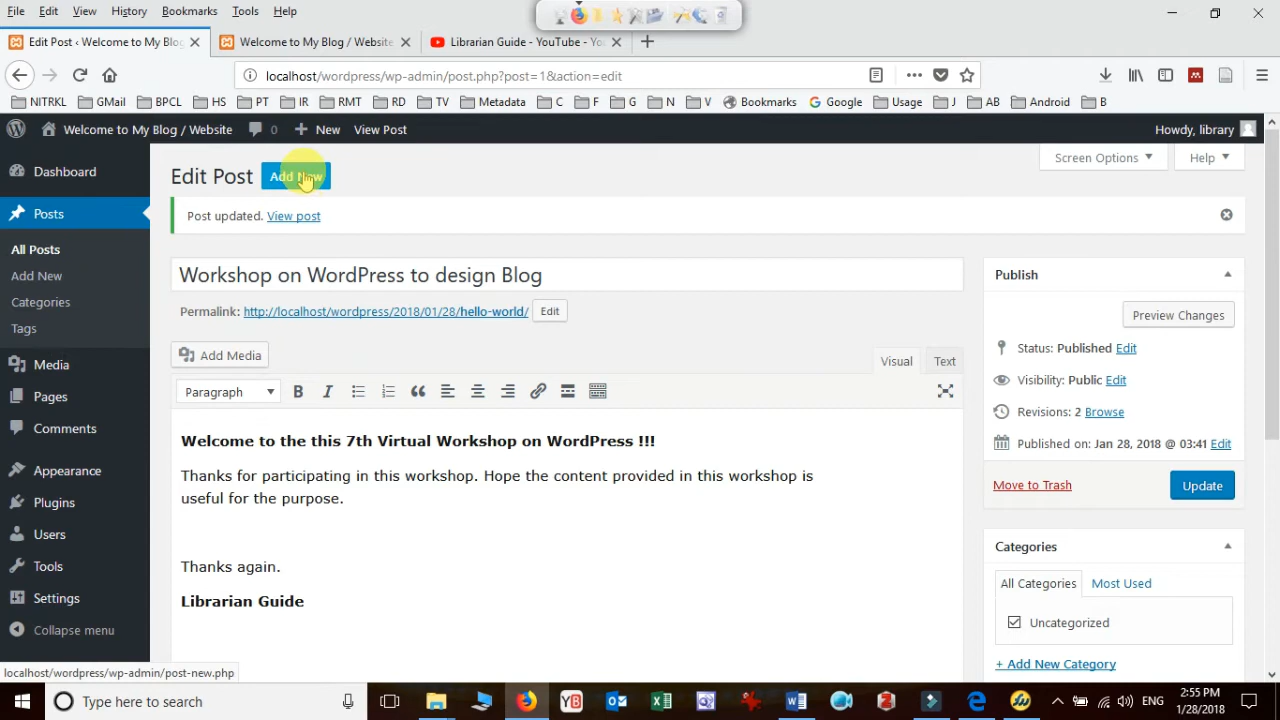 File Edit View History Bookmarks Tools Help
Edit Post ‹ Welcome to My Blog
Welcome to My Blog / Website
Librarian Guide - YouTube - Yo
localhost/wordpress/wp-admin/post.php?post=1&action=edit
NITRKL GMail BPCL HS PT IR RMT RD TV Metadata C F G N V Bookmarks Google Usage J AB Android B
Welcome to My Blog / Website 0 New View Post Howdy, library
Dashboard
Posts
All Posts
Add New
Categories
Tags
Media
Pages
Comments
Appearance
Plugins
Users
Tools
Settings
Collapse menu
Screen Options Help
Edit Post Add New
Post updated. View post
Workshop on WordPress to design Blog
Permalink: http://localhost/wordpress/2018/01/28/hello-world/ Edit
Add Media
Visual Text
Paragraph
Welcome to the this 7th Virtual Workshop on WordPress !!!
Thanks for participating in this workshop. Hope the content provided in this workshop is
useful for the purpose.
Thanks again.
Librarian Guide
Publish
Preview Changes
Status: Published Edit
Visibility: Public Edit
Revisions: 2 Browse
Published on: Jan 28, 2018 @ 03:41 Edit
Move to Trash Update
Categories
All Categories Most Used
Uncategorized
+ Add New Category
localhost/wordpress/wp-admin/post-new.php
Type here to search
ENG
2:55 PM
1/28/2018